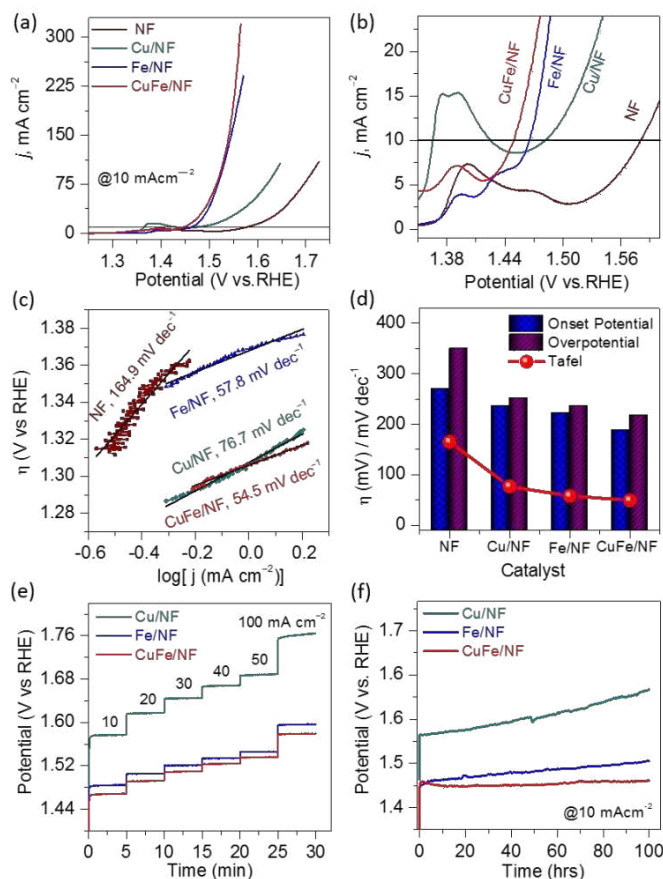 (a)
NF
Cu/NF
Fe/NF
CuFe/NF
@10 mAcm⁻²
j, mA cm⁻²
300
225
150
75
0
1.3 1.4 1.5 1.6 1.7
Potential (V vs.RHE)
(b)
CuFe/NF
Fe/NF
Cu/NF
NF
j, mA cm⁻²
20
15
10
5
0
1.38 1.44 1.50 1.56
Potential (V vs.RHE)
(c)
NF, 164.9 mV dec⁻¹
Fe/NF, 57.8 mV dec⁻¹
Cu/NF, 76.7 mV dec⁻¹
CuFe/NF, 54.5 mV dec⁻¹
η (V vs RHE)
1.38
1.36
1.34
1.32
1.30
1.28
-0.6 -0.4 -0.2 0.0 0.2
log[ j (mA cm⁻²)]
(d)
Onset Potential
Overpotential
Tafel
η (mV) / mV dec⁻¹
400
300
200
100
0
NF Cu/NF Fe/NF CuFe/NF
Catalyst
(e)
Cu/NF
Fe/NF
CuFe/NF
100 mA cm⁻²
10 20 30 40 50
Potential (V vs RHE)
1.76
1.68
1.60
1.52
1.44
0 5 10 15 20 25 30
Time (min)
(f)
Cu/NF
Fe/NF
CuFe/NF
@10 mAcm⁻²
Potential (V vs. RHE)
1.7
1.6
1.6
1.5
1.4
0 20 40 60 80 100
Time (hrs)